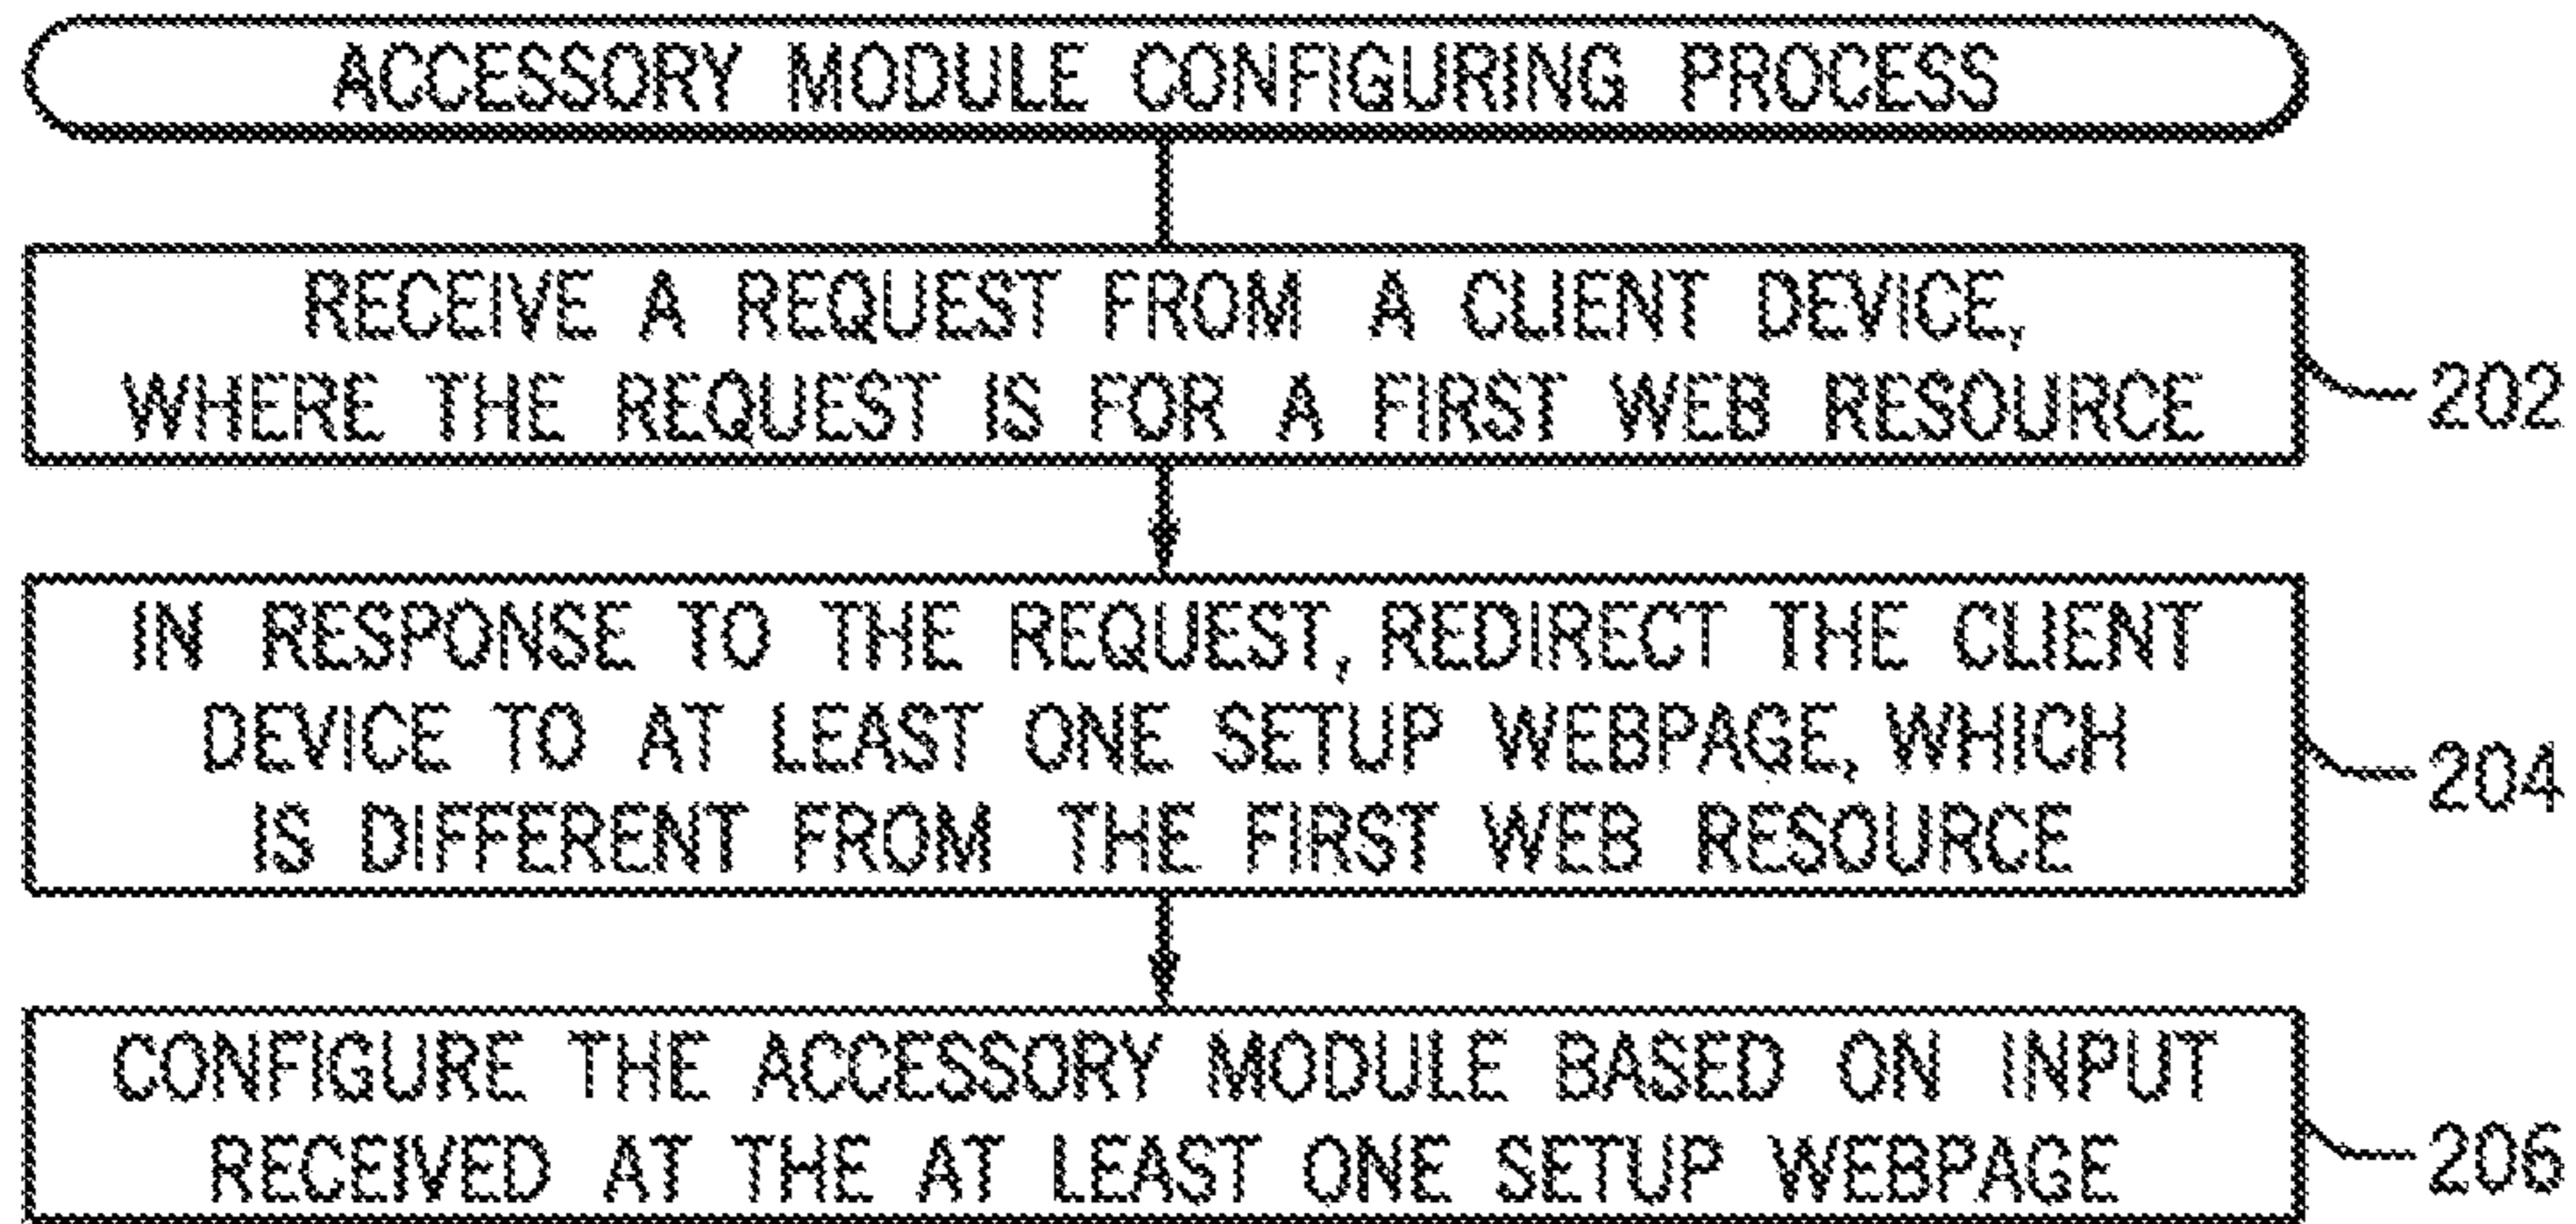 ACCESSORY MODULE CONFIGURING PROCESS
RECEIVE A REQUEST FROM A CLIENT DEVICE,
WHERE THE REQUEST IS FOR A FIRST WEB RESOURCE
202
IN RESPONSE TO THE REQUEST, REDIRECT THE CLIENT
DEVICE TO AT LEAST ONE SETUP WEBPAGE, WHICH
IS DIFFERENT FROM THE FIRST WEB RESOURCE
204
CONFIGURE THE ACCESSORY MODULE BASED ON INPUT
RECEIVED AT THE AT LEAST ONE SETUP WEBPAGE
206